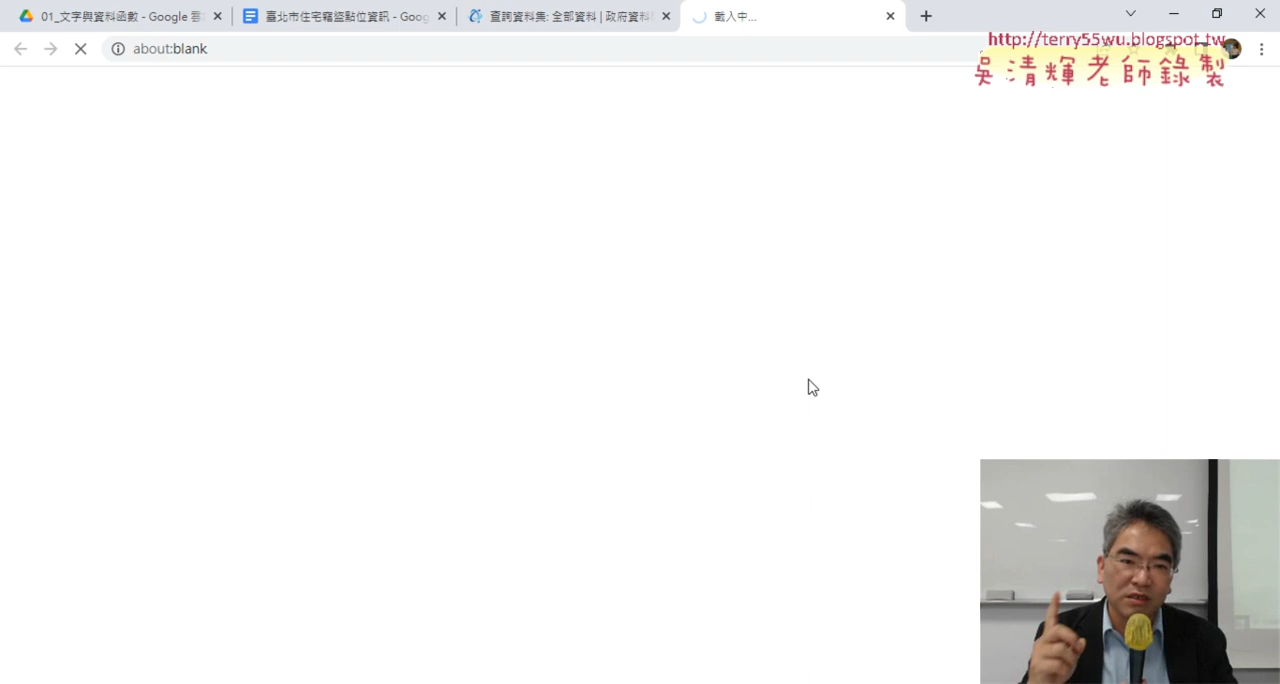 01_文字與資料函數 - Google 雲
臺北市住宅竊盜點位資訊 - Goog
查詢資料集: 全部資料 | 政府資料
載入中...
about:blank
http://terry55wu.blogspot.tw
吳清輝老師錄製